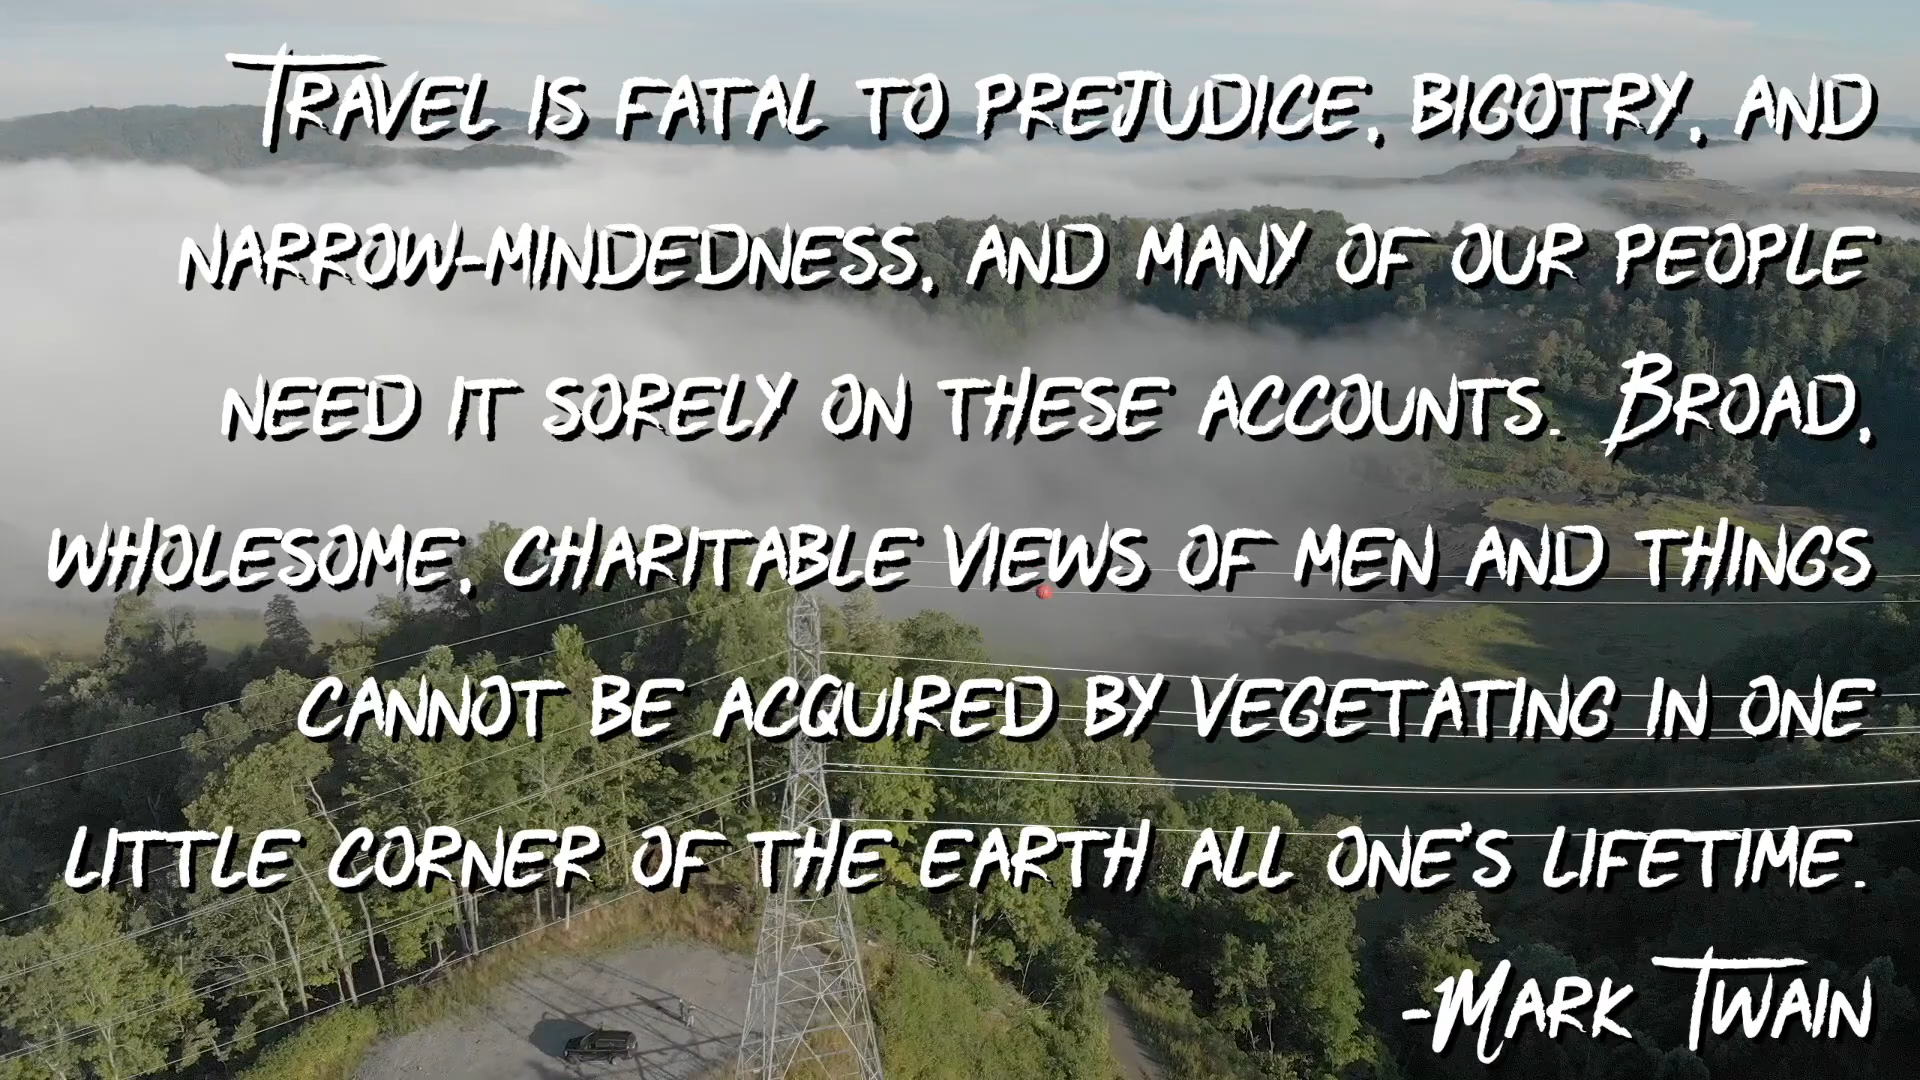 Travel is fatal to prejudice, bigotry, and
narrow-mindedness, and many of our people
need it sorely on these accounts. Broad,
wholesome, charitable views of men and things
cannot be acquired by vegetating in one
little corner of the earth all one's lifetime.
-Mark Twain